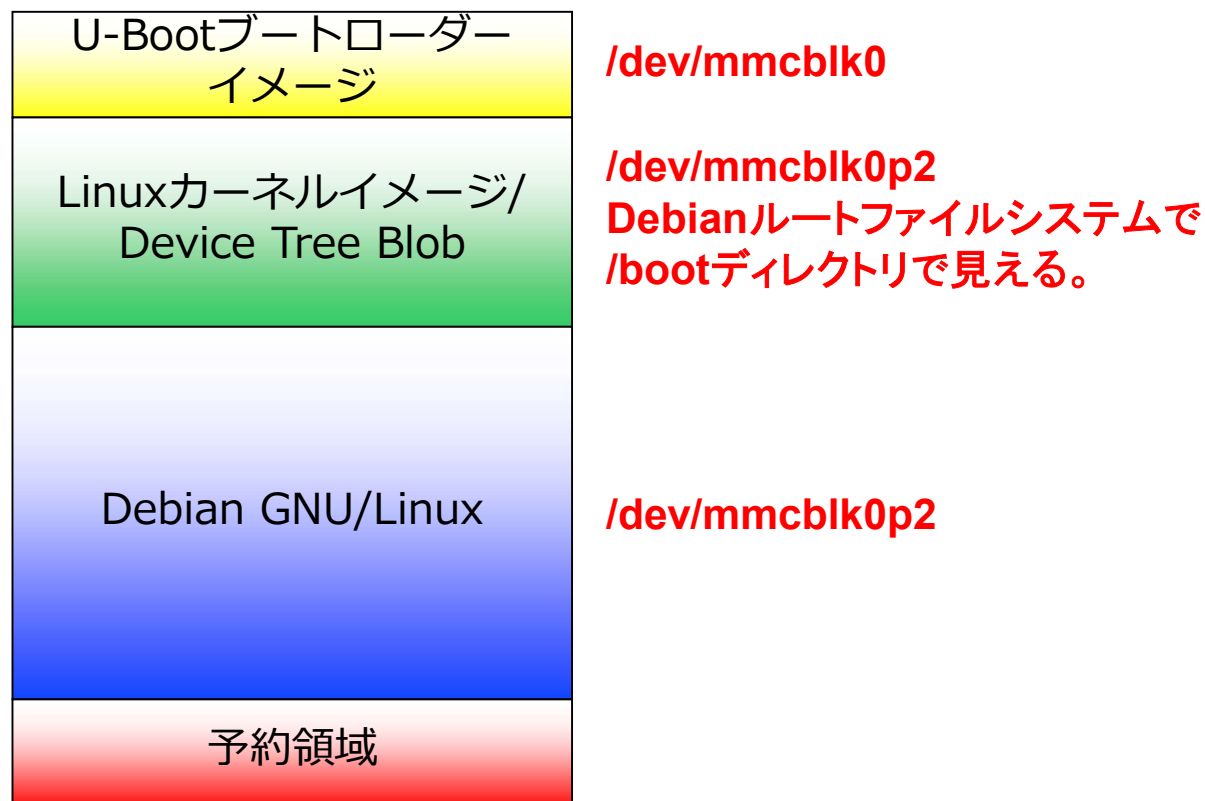 U-Bootブートローダー
イメージ
/dev/mmcblk0
Linuxカーネルイメージ/
Device Tree Blob
/dev/mmcblk0p2
Debianルートファイルシステムで
/bootディレクトリで見える。
Debian GNU/Linux
/dev/mmcblk0p2
予約領域